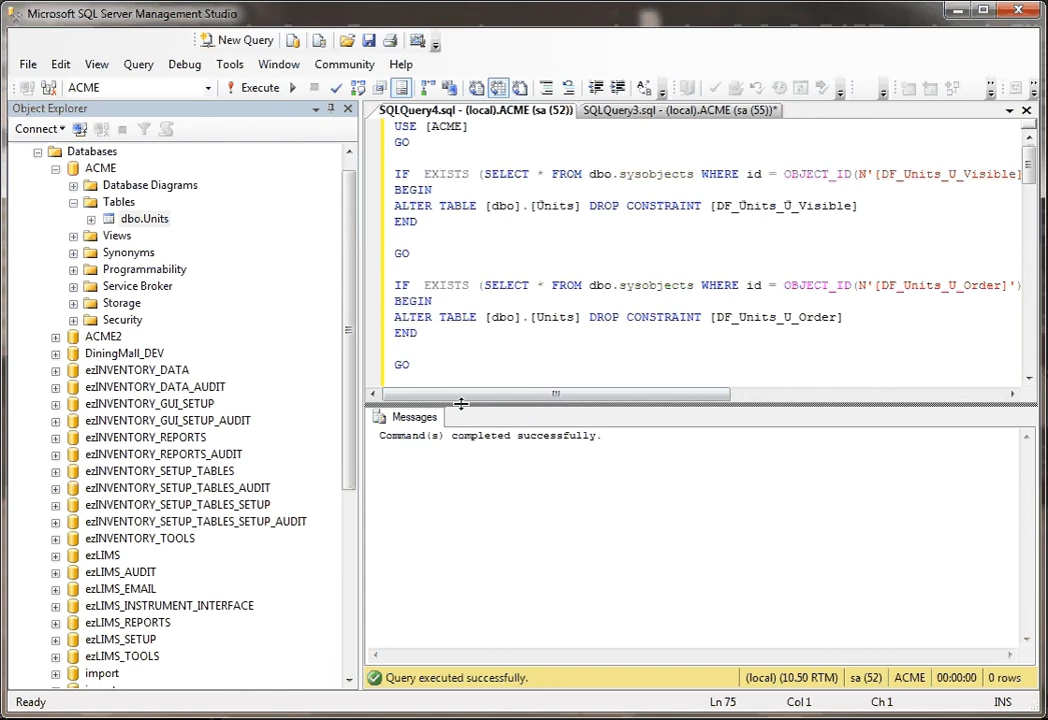 Microsoft SQL Server Management Studio
New Query
File Edit View Query Debug Tools Window Community Help
ACME Execute
Object Explorer
Connect
Databases
ACME
Database Diagrams
Tables
dbo.Units
Views
Synonyms
Programmability
Service Broker
Storage
Security
ACME2
DiningMall_DEV
ezINVENTORY_DATA
ezINVENTORY_DATA_AUDIT
ezINVENTORY_GUI_SETUP
ezINVENTORY_GUI_SETUP_AUDIT
ezINVENTORY_REPORTS
ezINVENTORY_REPORTS_AUDIT
ezINVENTORY_SETUP_TABLES
ezINVENTORY_SETUP_TABLES_AUDIT
ezINVENTORY_SETUP_TABLES_SETUP
ezINVENTORY_SETUP_TABLES_SETUP_AUDIT
ezINVENTORY_TOOLS
ezLIMS
ezLIMS_AUDIT
ezLIMS_EMAIL
ezLIMS_INSTRUMENT_INTERFACE
ezLIMS_REPORTS
ezLIMS_SETUP
ezLIMS_TOOLS
import
SQLQuery4.sql - (local).ACME (sa (52)) SQLQuery3.sql - (local).ACME (sa (55))*
USE [ACME]
GO
IF EXISTS (SELECT * FROM dbo.sysobjects WHERE id = OBJECT_ID(N'[DF_Units_U_Visible]
BEGIN
ALTER TABLE [dbo].[Units] DROP CONSTRAINT [DF_Units_U_Visible]
END
GO
IF EXISTS (SELECT * FROM dbo.sysobjects WHERE id = OBJECT_ID(N'[DF_Units_U_Order]')
BEGIN
ALTER TABLE [dbo].[Units] DROP CONSTRAINT [DF_Units_U_Order]
END
GO
Messages
Command(s) completed successfully.
Query executed successfully. (local) (10.50 RTM) sa (52) ACME 00:00:00 0 rows
Ready Ln 75 Col 1 Ch 1 INS